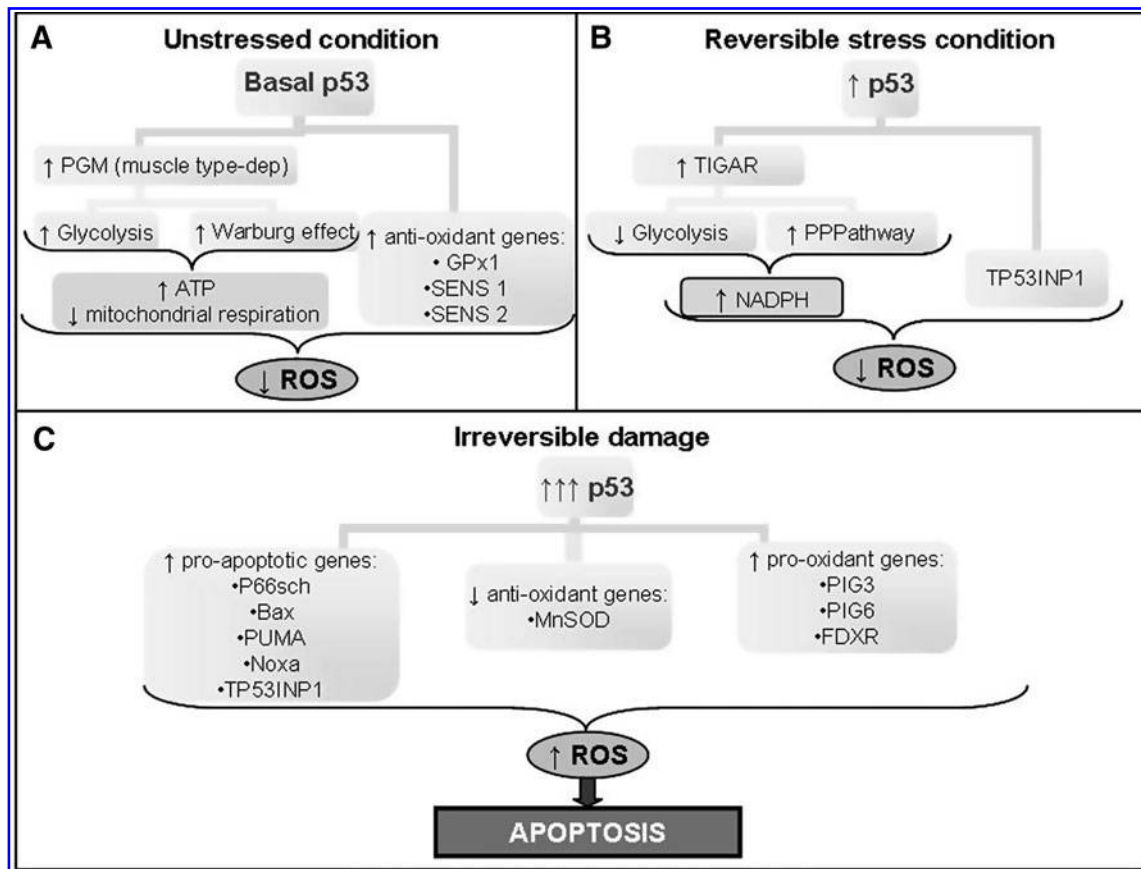 A
Unstressed condition
Basal p53
↑ PGM (muscle type-dep)
↑ Glycolysis
↑ Warburg effect
↑ ATP
↓ mitochondrial respiration
↑ anti-oxidant genes:
• GPx1
•SENS 1
•SENS 2
↓ ROS
B
Reversible stress condition
↑ p53
↑ TIGAR
↓ Glycolysis
↑ PPPathway
↑ NADPH
TP53INP1
↓ ROS
C
Irreversible damage
↑↑↑ p53
↑ pro-apoptotic genes:
•P66sch
•Bax
•PUMA
•Noxa
•TP53INP1
↓ anti-oxidant genes:
•MnSOD
↑ pro-oxidant genes:
•PIG3
•PIG6
•FDXR
↑ ROS
APOPTOSIS